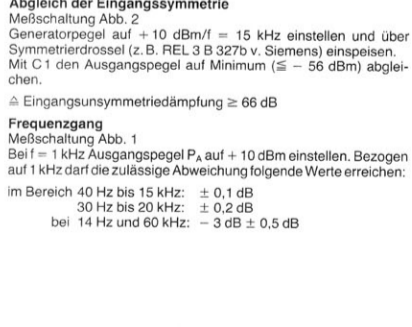 Abgleich der Eingangssymmetrie
Meßschaltung Abb. 2
Generatorpegel auf + 10 dBm/f = 15 kHz einstellen und über
Symmetrierdrossel (z. B. REL 3 B 327b v. Siemens) einspeisen.
Mit C 1 den Ausgangspegel auf Minimum (≦ − 56 dBm) abglei-
chen.
≙ Eingangsunsymmetriedämpfung ≥ 66 dB
Frequenzgang
Meßschaltung Abb. 1
Bei f = 1 kHz Ausgangspegel PA auf + 10 dBm einstellen. Bezogen
auf 1 kHz darf die zulässige Abweichung folgende Werte erreichen:
im Bereich 40 Hz bis 15 kHz: ± 0,1 dB
30 Hz bis 20 kHz: ± 0,2 dB
bei 14 Hz und 60 kHz: − 3 dB ± 0,5 dB